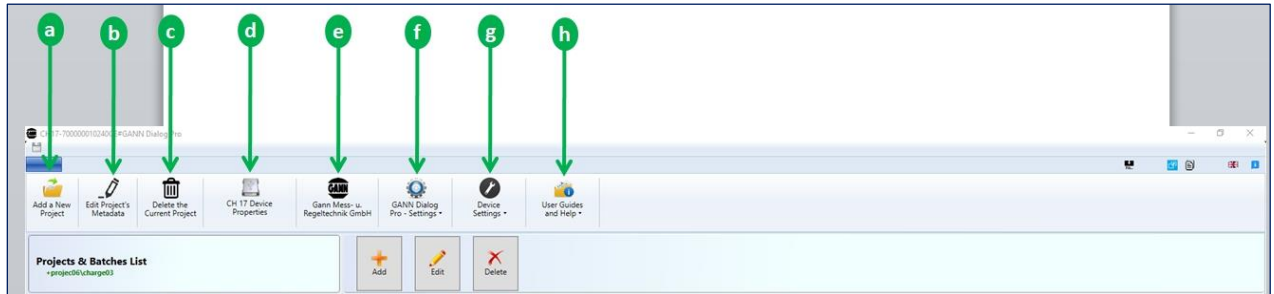 a b c d e f g h
GANN Dialog Pro
Add a New
Project
Edit Project's
Metadata
Delete the
Current Project
CH 17 Device
Properties
GANN
Gann Mess- u.
Regeltechnik GmbH
GANN Dialog
Pro - Settings
Device
Settings
User Guides
and Help
Projects & Batches List
+projec06\charge03
Add
Edit
Delete